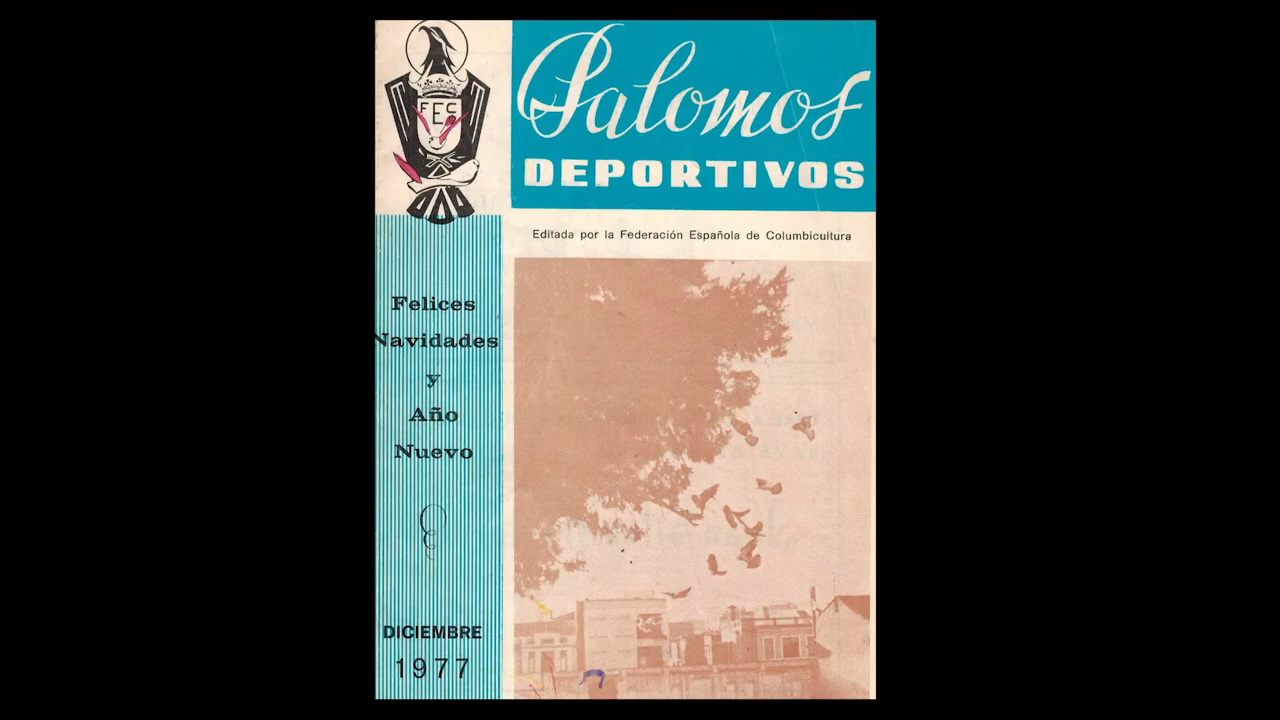 FEC
Palomos
DEPORTIVOS
Editada por la Federación Española de Columbicultura
Felices
Navidades
y
Año
Nuevo
DICIEMBRE
1977